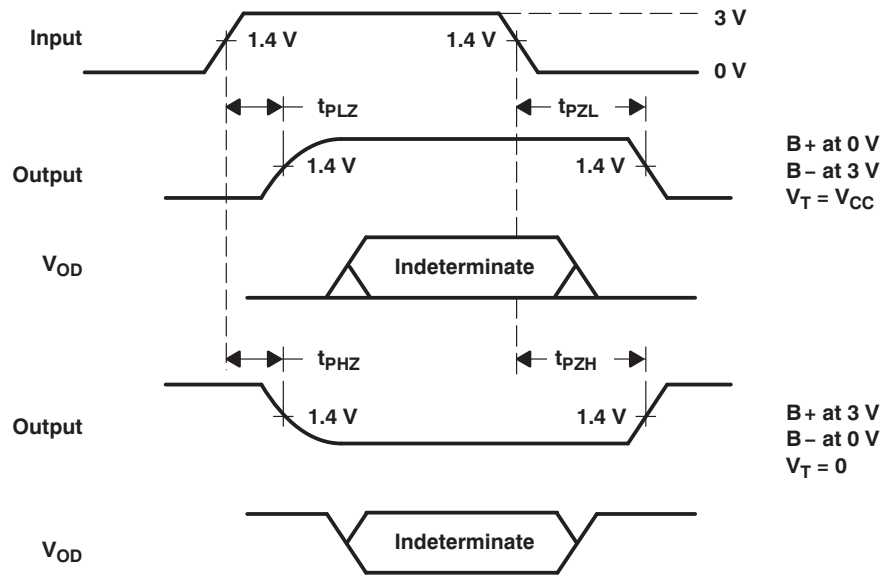 3 V
Input
1.4 V 1.4 V
0 V
tPLZ tPZL
B+ at 0 V
Output 1.4 V 1.4 V B− at 3 V
VT = VCC
VOD Indeterminate
tPHZ tPZH
B+ at 3 V
Output 1.4 V 1.4 V B− at 0 V
VT = 0
VOD Indeterminate